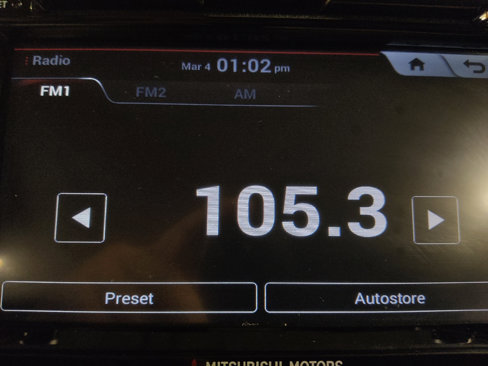 Radio Mar 4 01:02 pm
FM1 FM2 AM
105.3
Preset Autostore
MITSUBISHI MOTORS